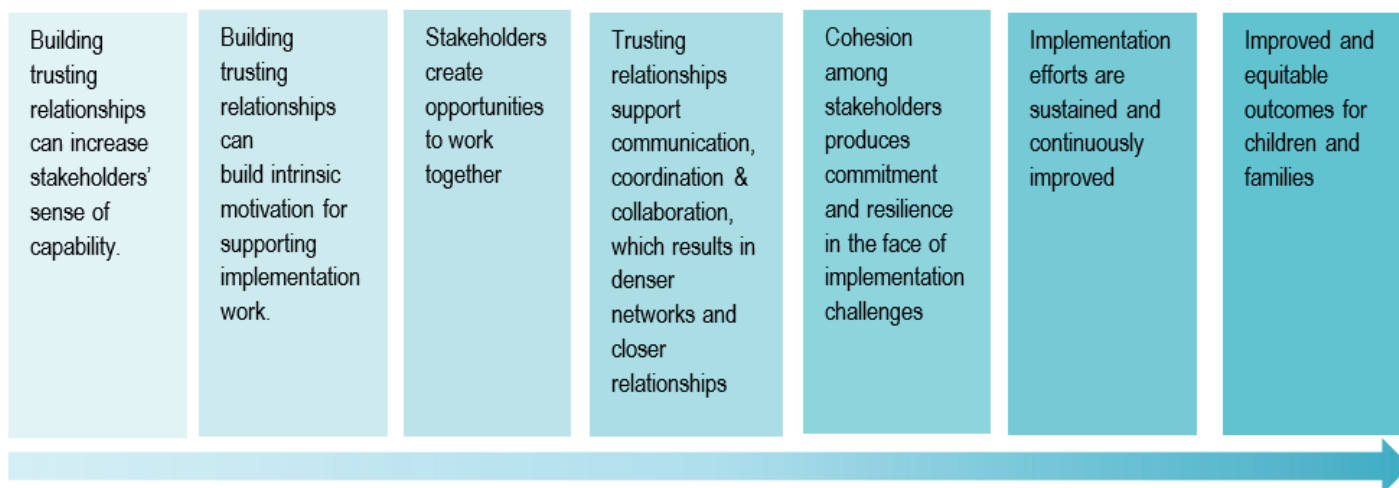 Building
trusting
relationships
can increase
stakeholders’
sense of
capability.
Building
trusting
relationships
can
build intrinsic
motivation for
supporting
implementation
work.
Stakeholders
create
opportunities
to work
together
Trusting
relationships
support
communication,
coordination &
collaboration,
which results in
denser
networks and
closer
relationships
Cohesion
among
stakeholders
produces
commitment
and resilience
in the face of
implementation
challenges
Implementation
efforts are
sustained and
continuously
improved
Improved and
equitable
outcomes for
children and
families